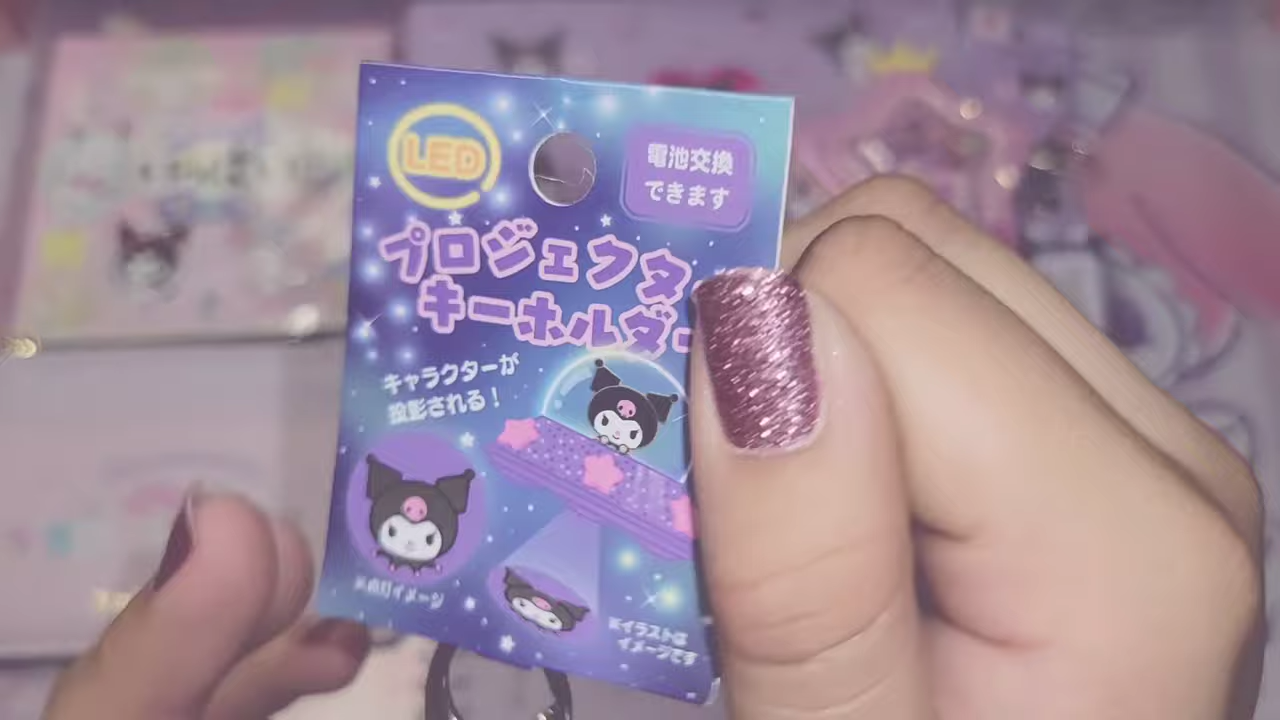 LED
電池交換
できます
プロジェクター
キーホルダー
キャラクターが
投影される!
※点灯イメージ
※イラストは
イメージです